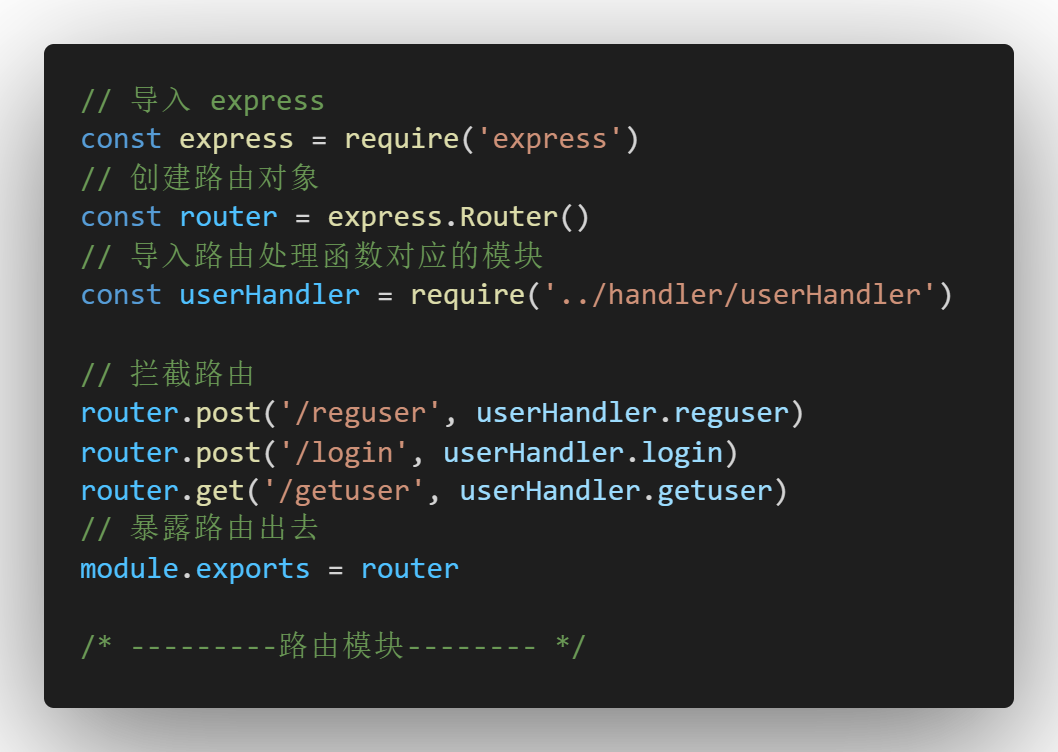 // 导入 express
const express = require('express')
// 创建路由对象
const router = express.Router()
// 导入路由处理函数对应的模块
const userHandler = require('../handler/userHandler')
// 拦截路由
router.post('/reguser', userHandler.reguser)
router.post('/login', userHandler.login)
router.get('/getuser', userHandler.getuser)
// 暴露路由出去
module.exports = router
/* ---------路由模块-------- */